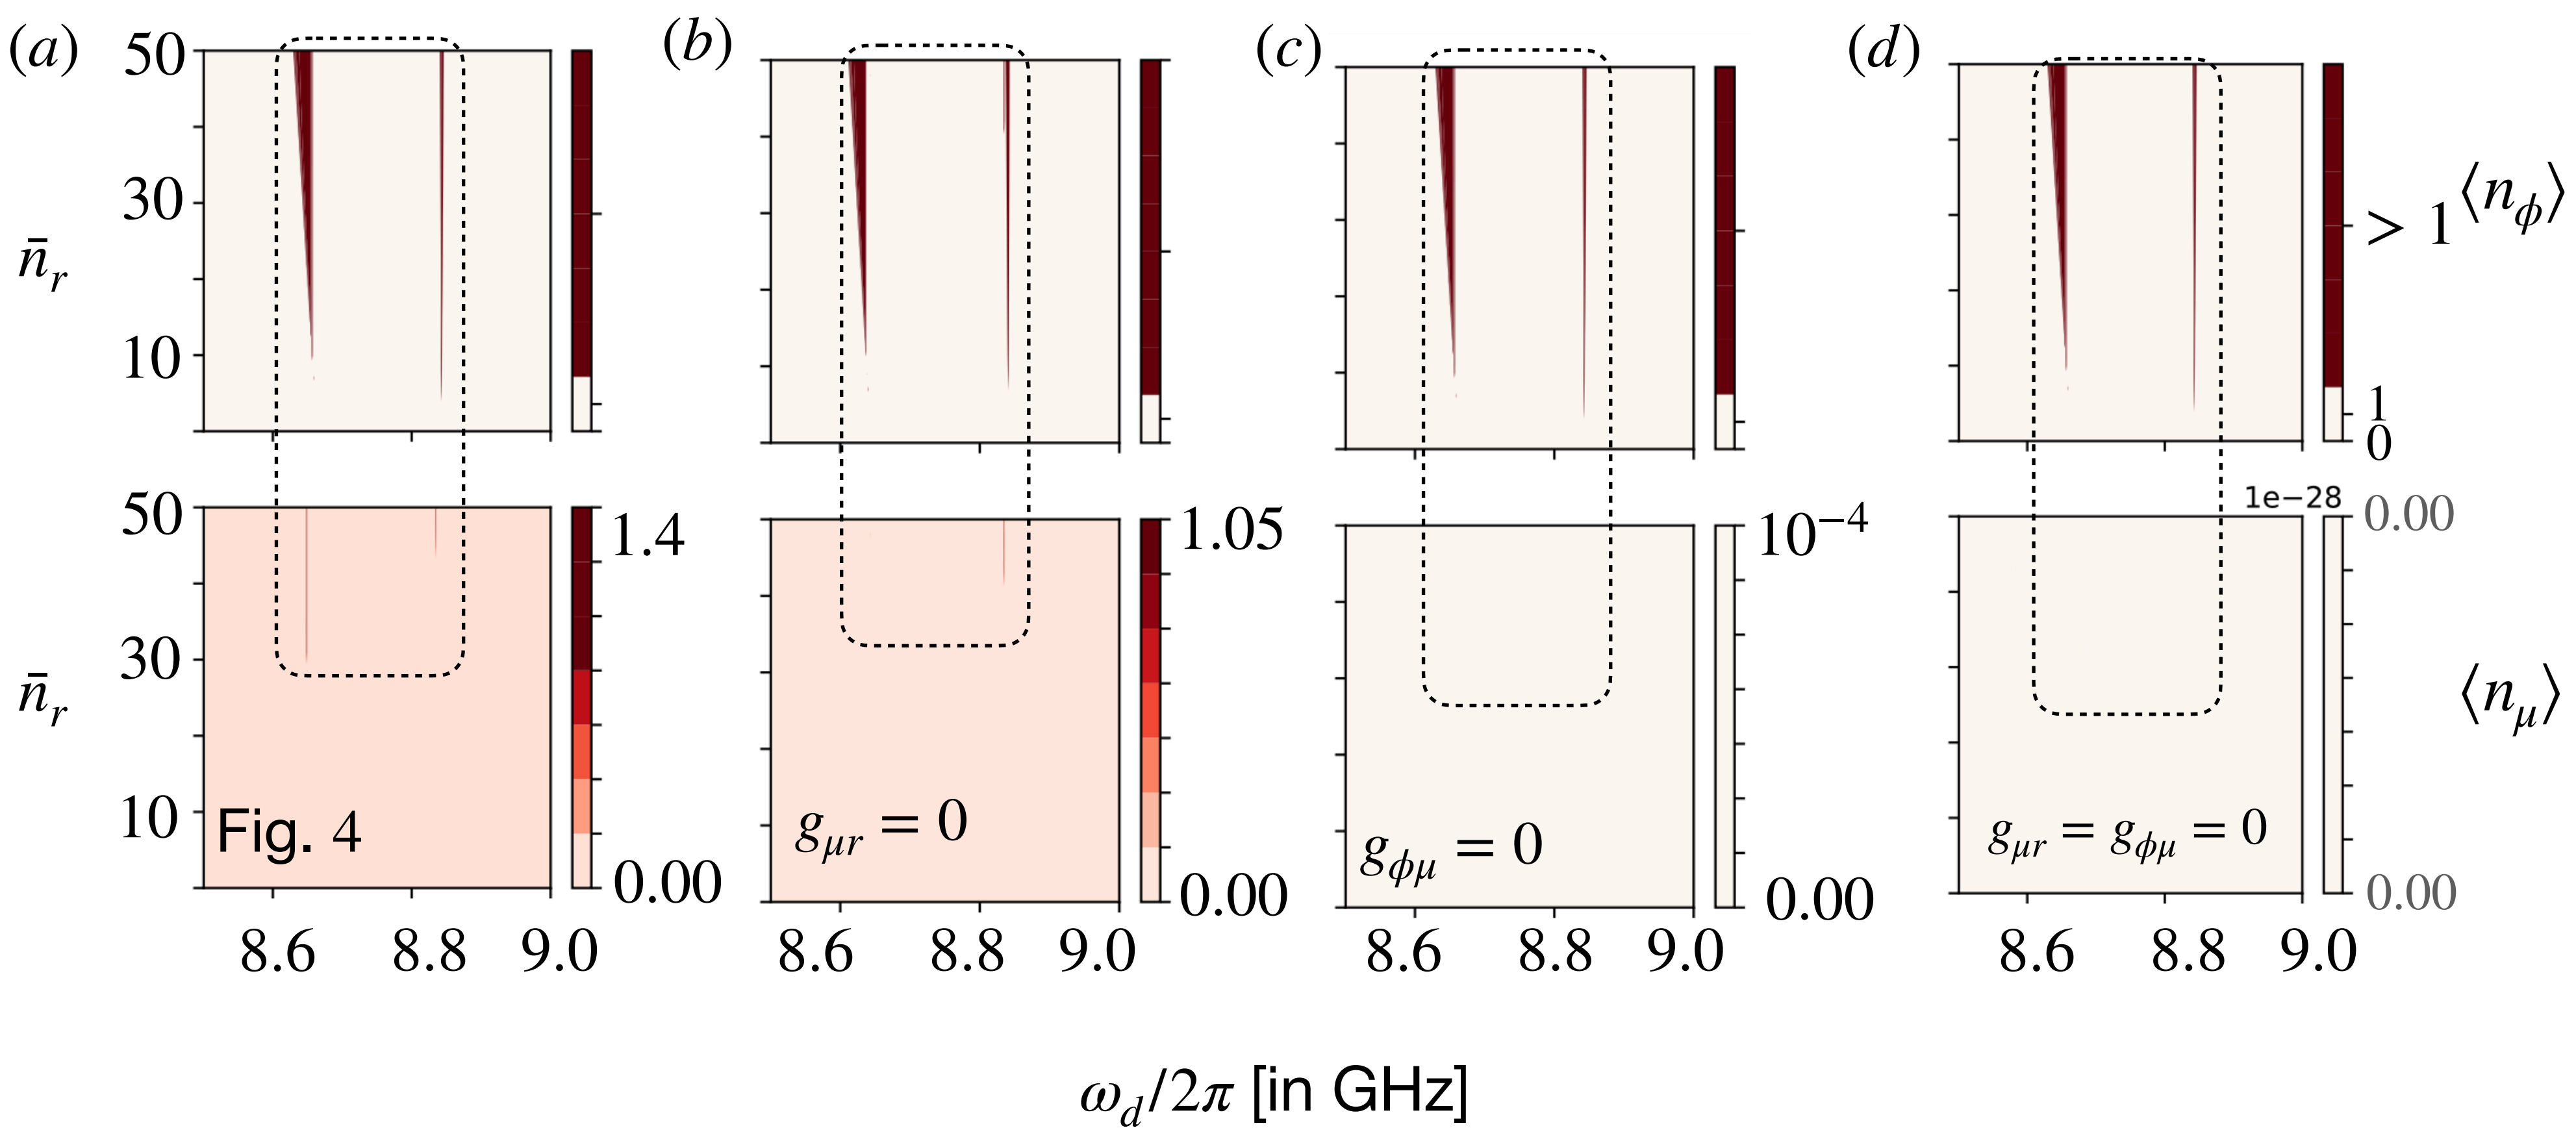 (a) (b) (c) (d)
50
30
10
n̄_r
> 1 ⟨n_ϕ⟩
1
0
50
30
10
n̄_r
1.4
0.00
1.05
0.00
10⁻⁴
0.00
1e−28
0.00
0.00
⟨n_μ⟩
Fig. 4
g_μr = 0
g_ϕμ = 0
g_μr = g_ϕμ = 0
8.6 8.8 9.0 8.6 8.8 9.0 8.6 8.8 9.0 8.6 8.8 9.0
ω_d/2π [in GHz]